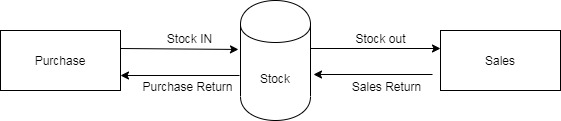 Stock IN
Stock out
Purchase
Sales
Stock
Purchase Return
Sales Return